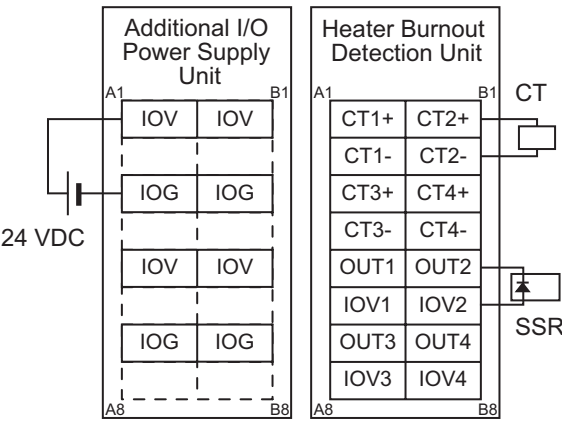 Additional I/O
Power Supply
Unit
A1 B1
IOV IOV
IOG IOG
IOV IOV
IOG IOG
A8 B8
24 VDC
Heater Burnout
Detection Unit
A1 B1
CT1+ CT2+
CT1- CT2-
CT3+ CT4+
CT3- CT4-
OUT1 OUT2
IOV1 IOV2
OUT3 OUT4
IOV3 IOV4
A8 B8
CT
SSR